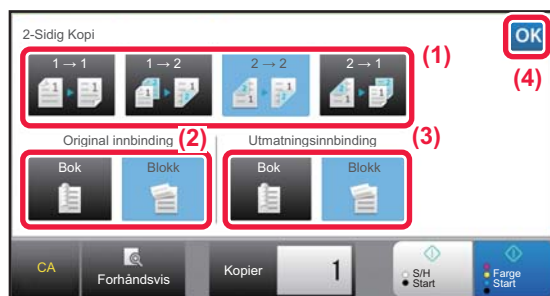 2-Sidig Kopi
OK
1 → 1
1 → 2
2 → 2
2 → 1
(1)
(4)
Original innbinding
(2)
Utmatningsinnbinding
(3)
Bok
Blokk
Bok
Blokk
CA
Forhåndsvis
Kopier
1
S/H
Start
Farge
Start